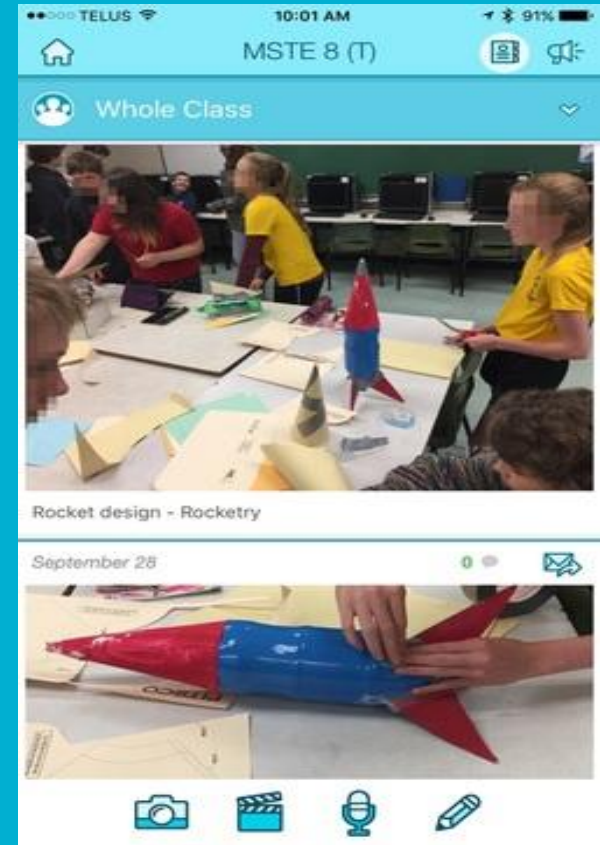 TELUS 10:01 AM 91%
MSTE 8 (T)
Whole Class
Rocket design - Rocketry
September 28 0